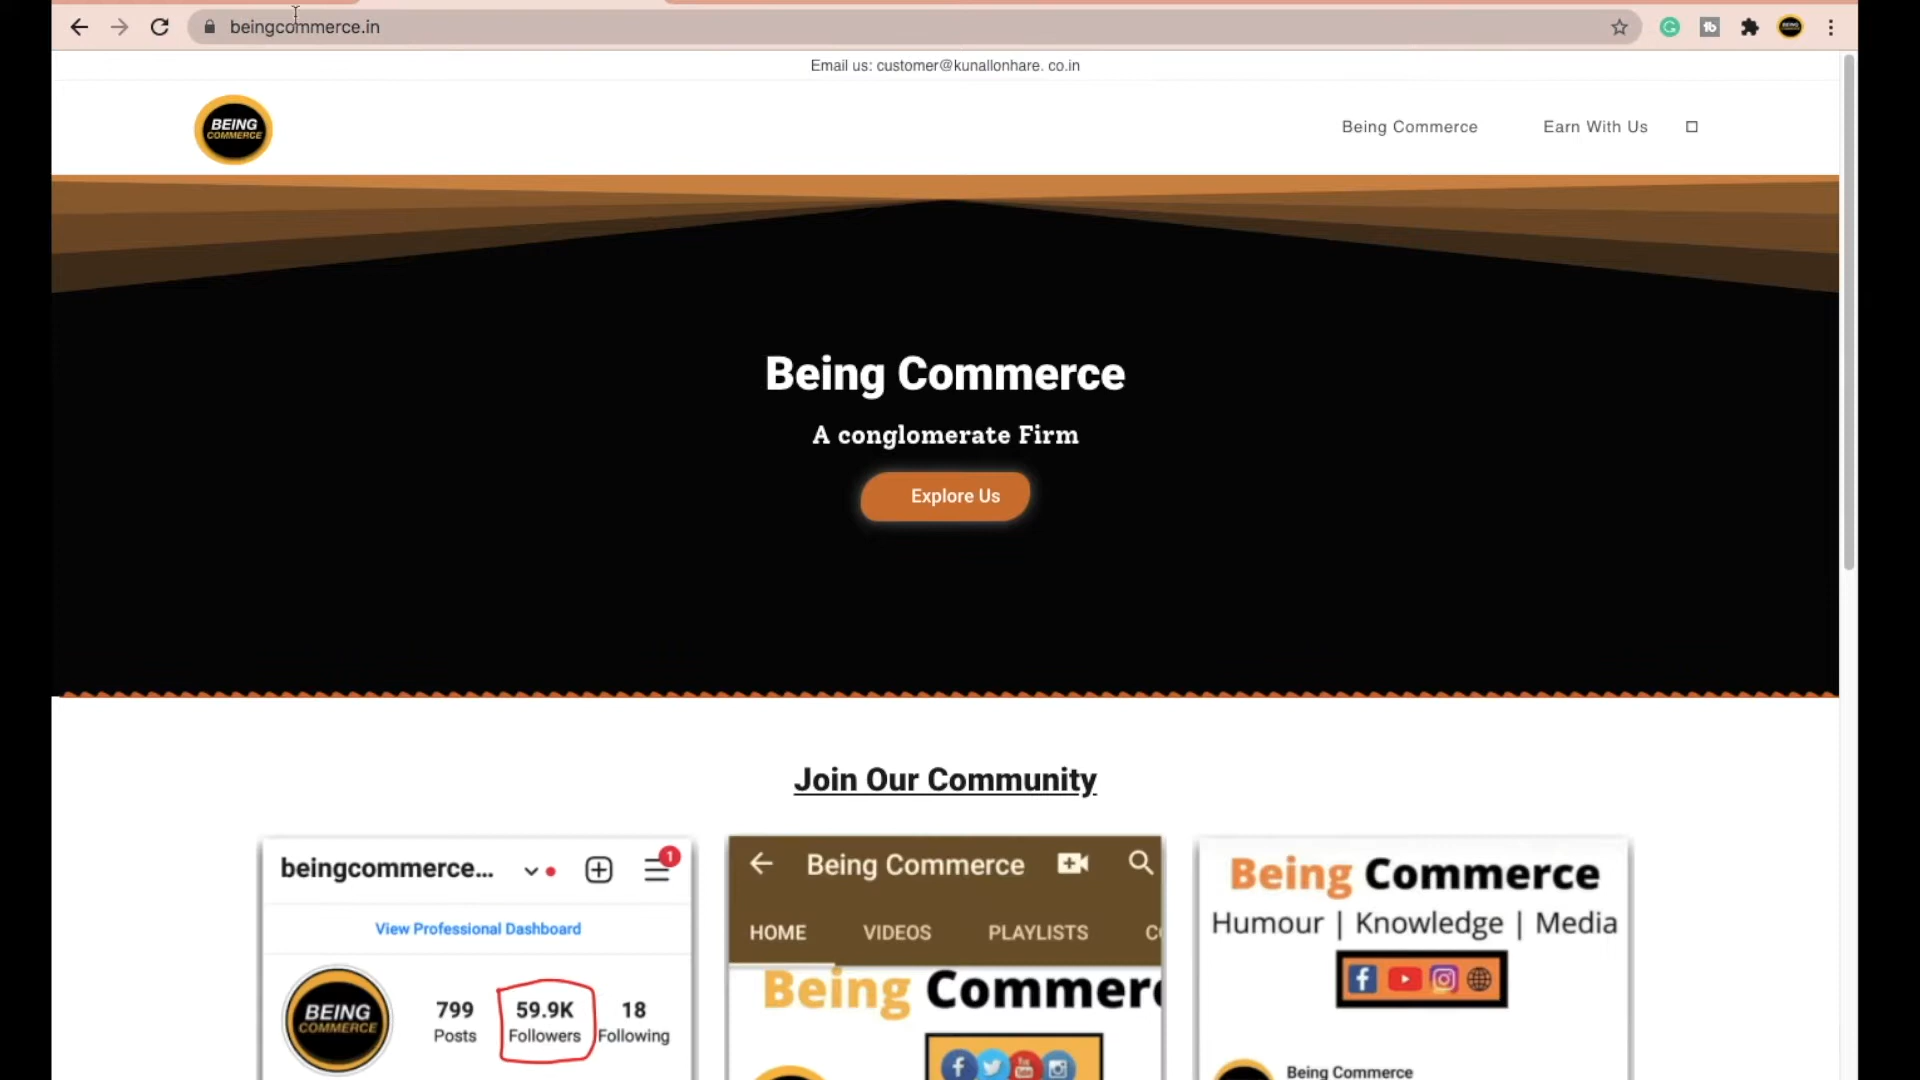 beingcommerce.in
Email us: customer@kunallonhare. co.in
BEING
COMMERCE
Being Commerce
Earn With Us
Being Commerce
A conglomerate Firm
Explore Us
Join Our Community
beingcommerce...
1
View Professional Dashboard
BEING
COMMERCE
799
Posts
59.9K
Followers
18
Following
Being Commerce
HOME VIDEOS PLAYLISTS
Being Commerc
Being Commerce
Humour | Knowledge | Media
Being Commerce